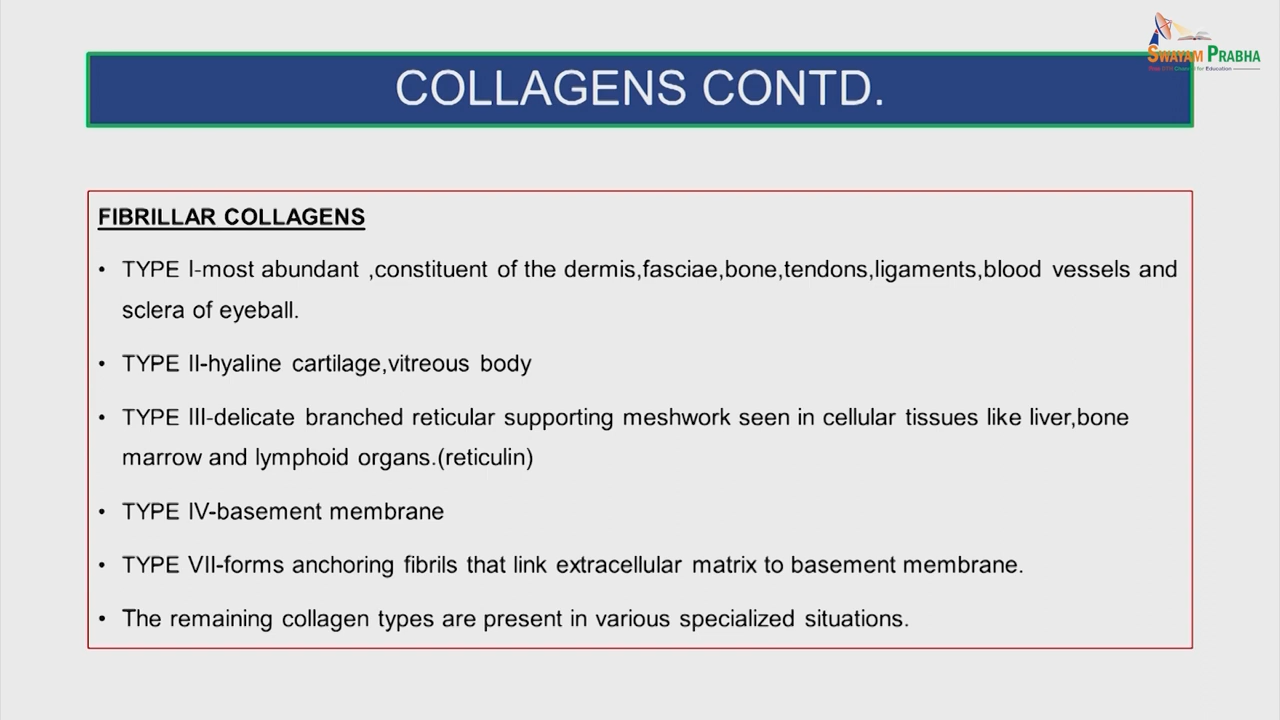 SWAYAM PRABHA
COLLAGENS CONTD.
FIBRILLAR COLLAGENS
• TYPE I-most abundant ,constituent of the dermis,fasciae,bone,tendons,ligaments,blood vessels and
sclera of eyeball.
• TYPE II-hyaline cartilage,vitreous body
• TYPE III-delicate branched reticular supporting meshwork seen in cellular tissues like liver,bone
marrow and lymphoid organs.(reticulin)
• TYPE IV-basement membrane
• TYPE VII-forms anchoring fibrils that link extracellular matrix to basement membrane.
• The remaining collagen types are present in various specialized situations.